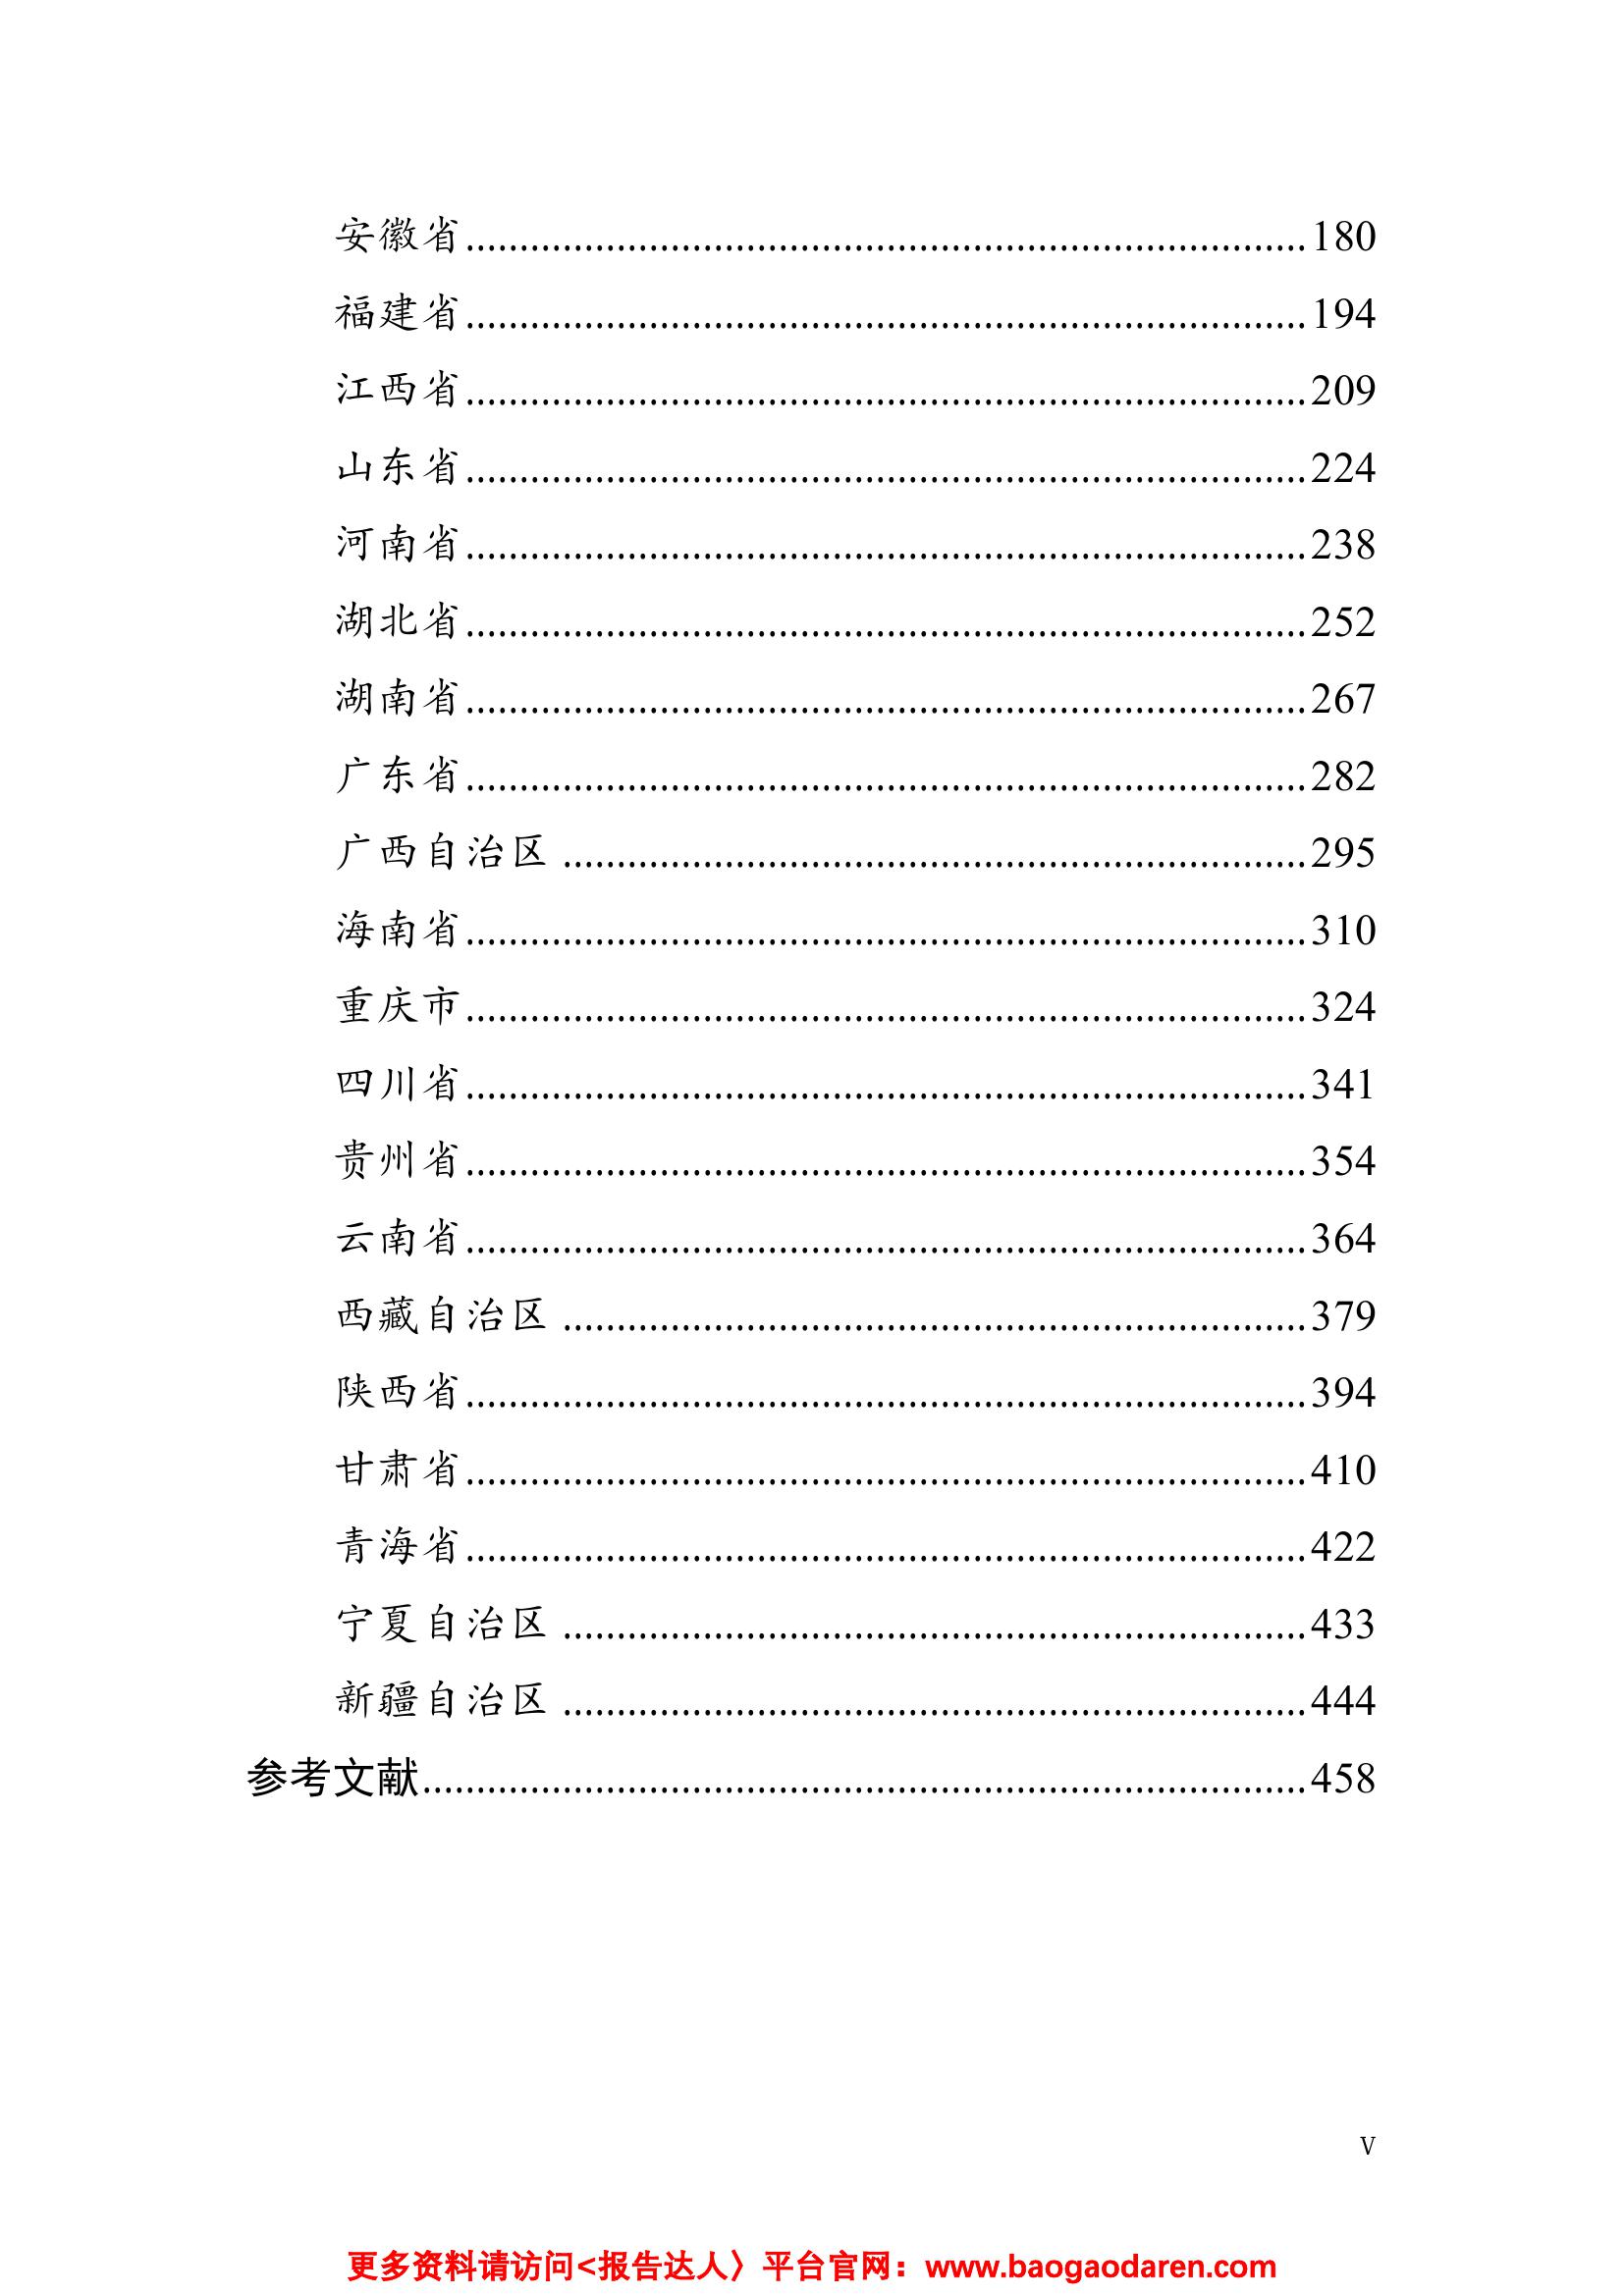 安徽省........................................180
福建省........................................194
江西省........................................209
山东省........................................224
河南省........................................238
湖北省........................................252
湖南省........................................267
广东省........................................282
广西自治区 ........................................295
海南省........................................310
重庆市........................................324
四川省........................................341
贵州省........................................354
云南省........................................364
西藏自治区 ........................................379
陕西省........................................394
甘肃省........................................410
青海省........................................422
宁夏自治区 ........................................433
新疆自治区 ........................................444
参考文献........................................458
V
更多资料请访问<报告达人〉平台官网：www.baogaodaren.com